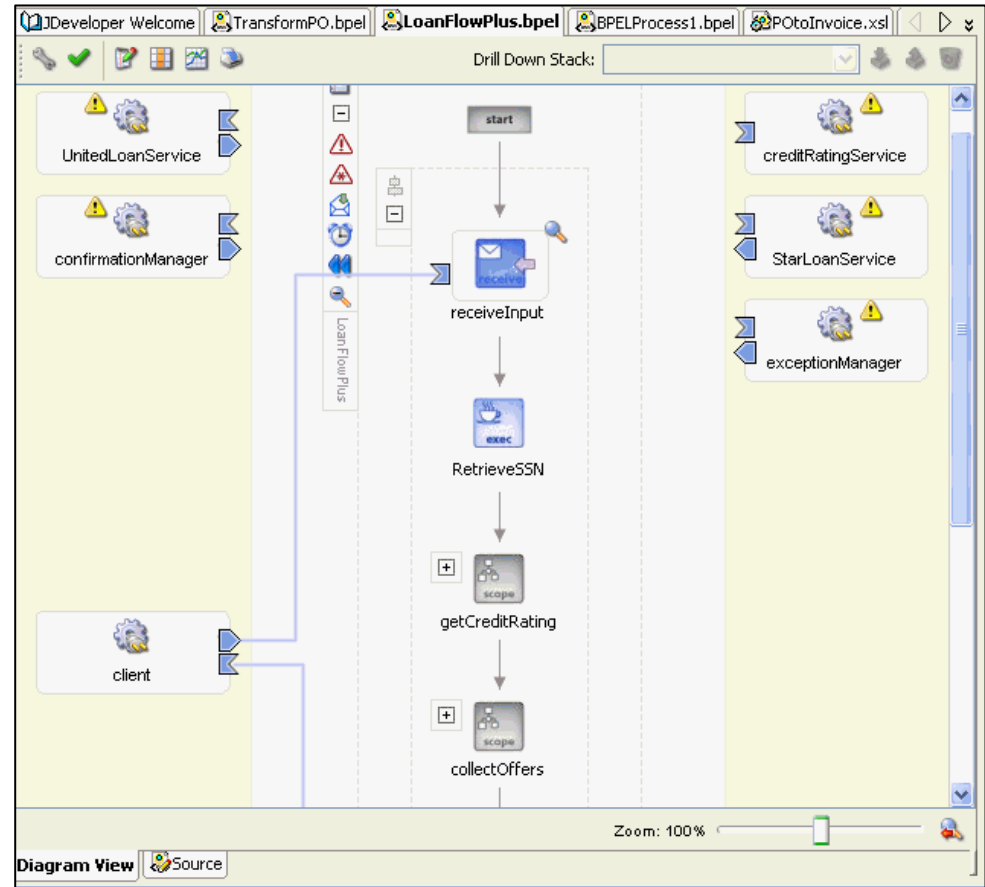 JDeveloper Welcome
TransformPO.bpel
LoanFlowPlus.bpel
BPELProcess1.bpel
POtoInvoice.xsl
Drill Down Stack:
start
UnitedLoanService
creditRatingService
confirmationManager
StarLoanService
receive
receiveInput
LoanFlowPlus
exceptionManager
exec
RetrieveSSN
scope
getCreditRating
client
scope
collectOffers
Zoom: 100%
Diagram View
Source